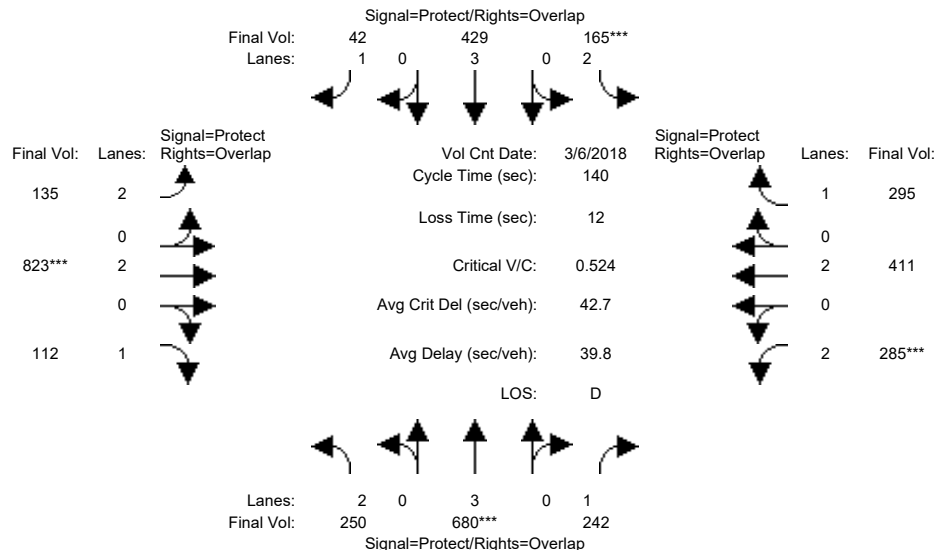 Signal=Protect/Rights=Overlap
Final Vol: 42 429 165***
Lanes: 1 0 3 0 2
Signal=Protect Signal=Protect
Final Vol: Lanes: Rights=Overlap Vol Cnt Date: 3/6/2018 Rights=Overlap Lanes: Final Vol:
Cycle Time (sec): 140
135 2 1 295
Loss Time (sec): 12
0 0
823*** 2 Critical V/C: 0.524 2 411
0 Avg Crit Del (sec/veh): 42.7 0
112 1 Avg Delay (sec/veh): 39.8 2 285***
LOS: D
Lanes: 2 0 3 0 1
Final Vol: 250 680*** 242
Signal=Protect/Rights=Overlap